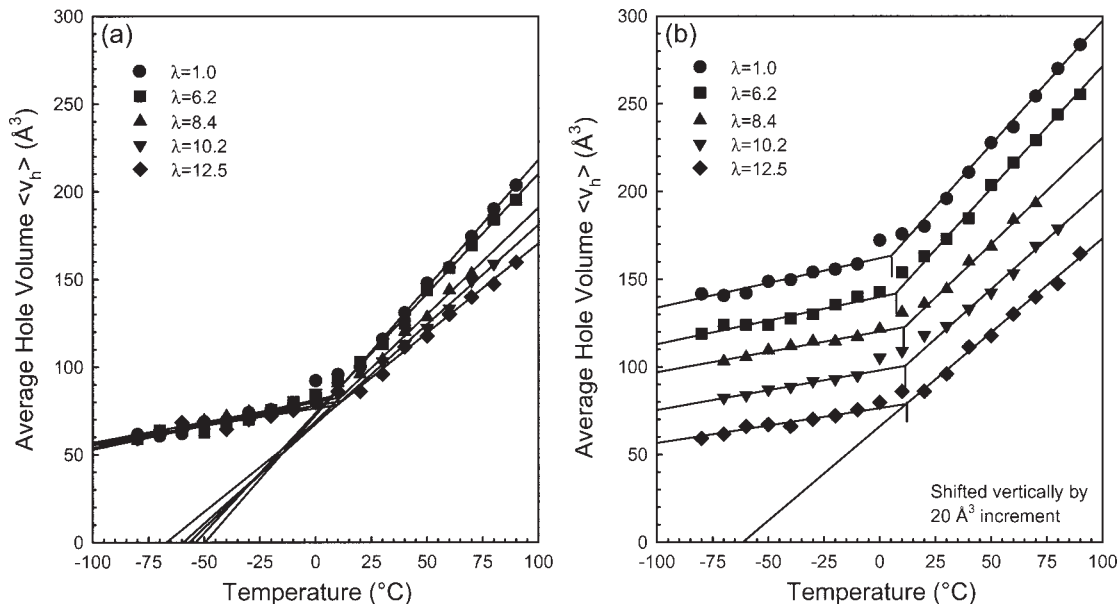 (a)
λ=1.0
λ=6.2
λ=8.4
λ=10.2
λ=12.5
Average Hole Volume <v_h> (Å³)
300
250
200
150
100
50
0
-100 -75 -50 -25 0 25 50 75 100
Temperature (°C)
(b)
λ=1.0
λ=6.2
λ=8.4
λ=10.2
λ=12.5
Average Hole Volume <v_h> (Å³)
300
250
200
150
100
50
0
Shifted vertically by
20 Å³ increment
-100 -75 -50 -25 0 25 50 75 100
Temperature (°C)